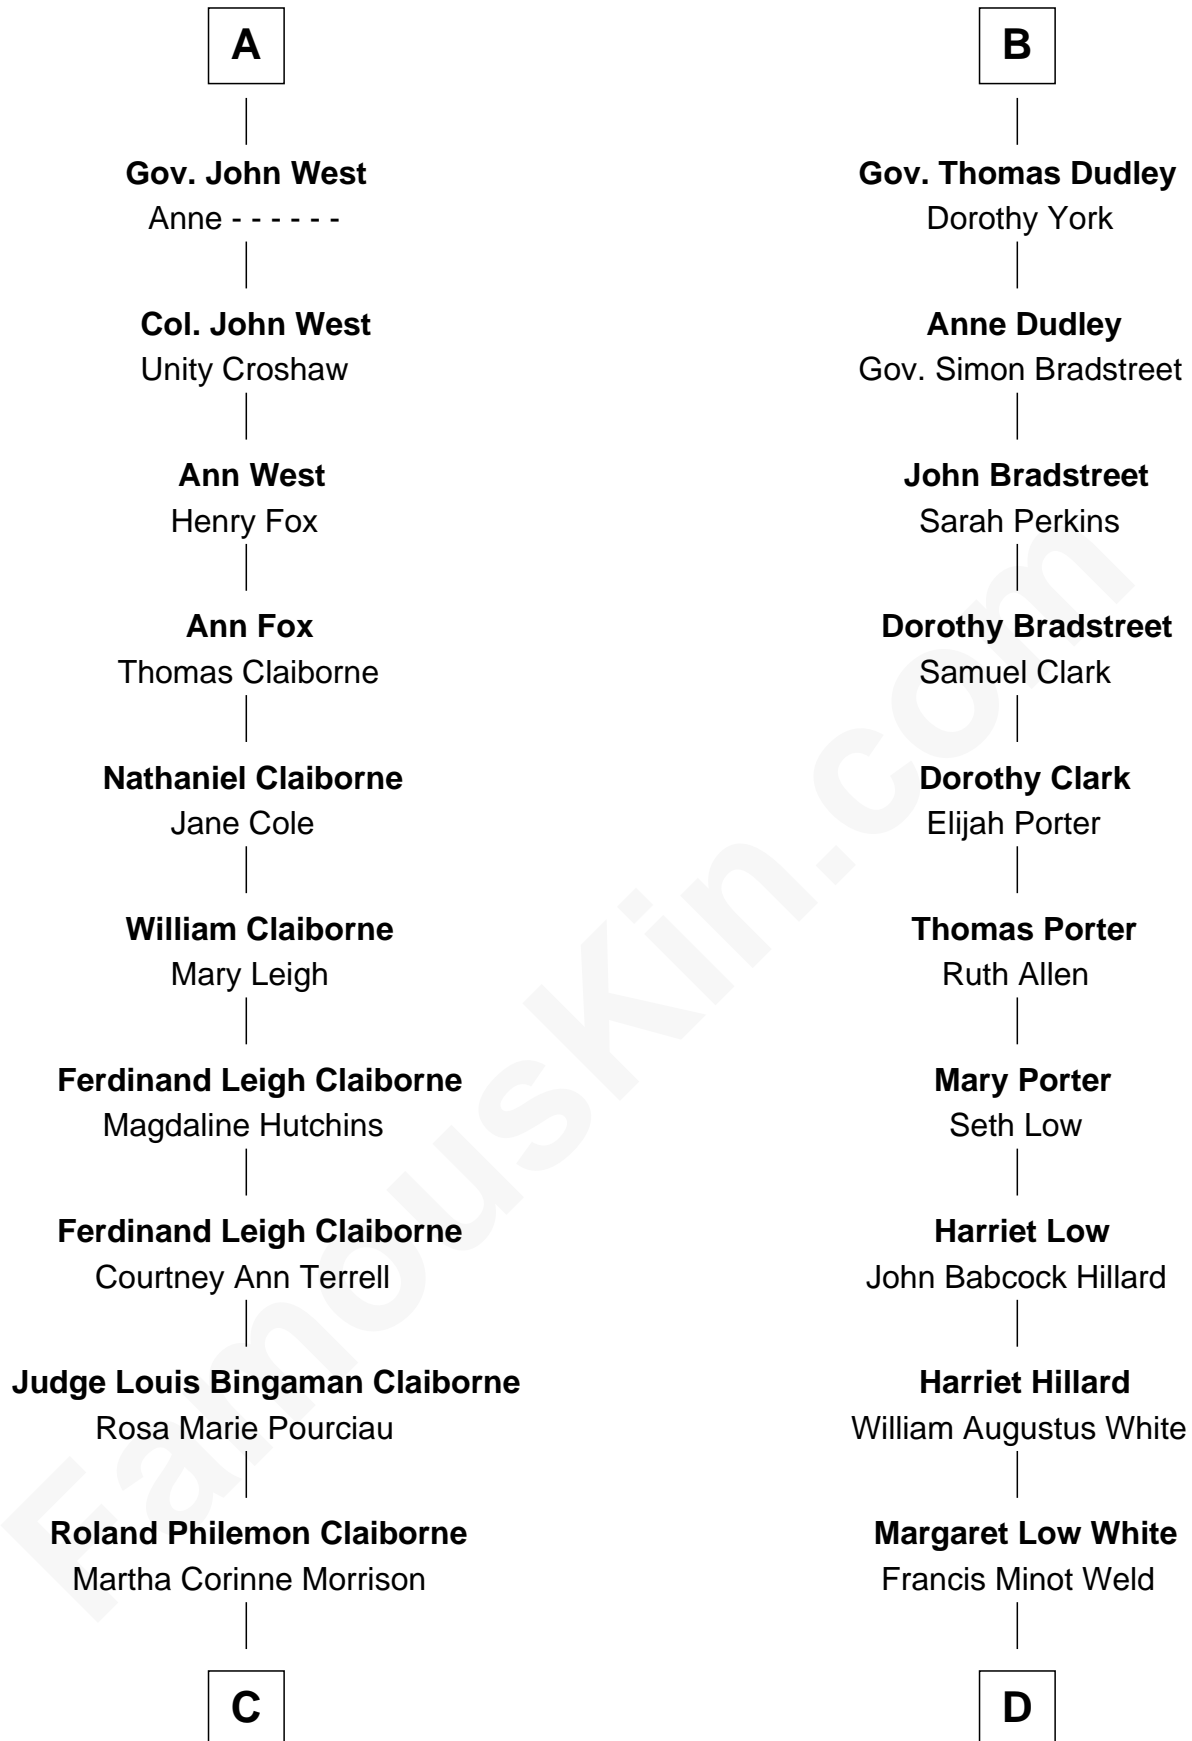 A
Gov. John West
Anne - - - - - -
Col. John West
Unity Croshaw
Ann West
Henry Fox
Ann Fox
Thomas Claiborne
Nathaniel Claiborne
Jane Cole
William Claiborne
Mary Leigh
Ferdinand Leigh Claiborne
Magdaline Hutchins
Ferdinand Leigh Claiborne
Courtney Ann Terrell
Judge Louis Bingaman Claiborne
Rosa Marie Pourciau
Roland Philemon Claiborne
Martha Corinne Morrison
C
B
Gov. Thomas Dudley
Dorothy York
Anne Dudley
Gov. Simon Bradstreet
John Bradstreet
Sarah Perkins
Dorothy Bradstreet
Samuel Clark
Dorothy Clark
Elijah Porter
Thomas Porter
Ruth Allen
Mary Porter
Seth Low
Harriet Low
John Babcock Hillard
Harriet Hillard
William Augustus White
Margaret Low White
Francis Minot Weld
D
FamousKin.com